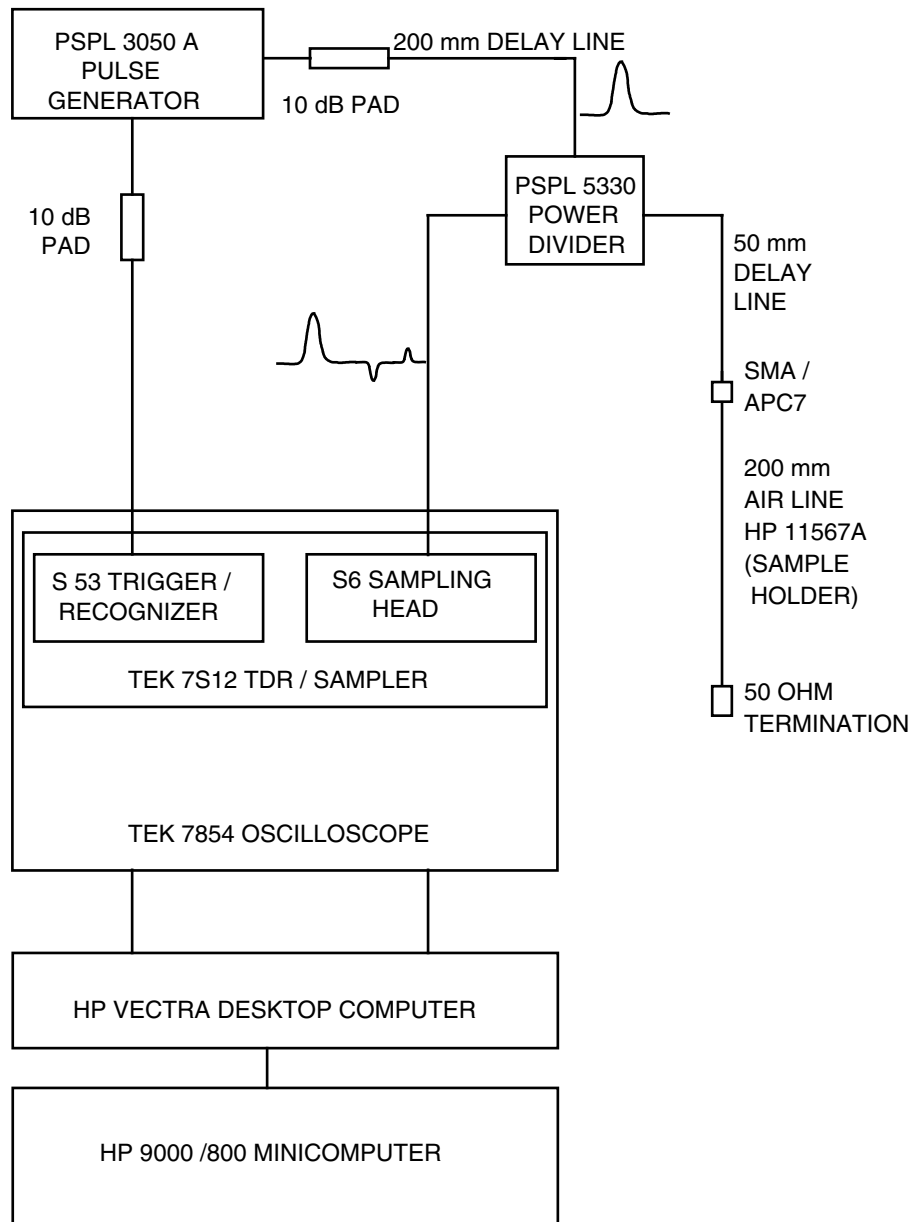 PSPL 3050 A
PULSE
GENERATOR
200 mm DELAY LINE
10 dB PAD
10 dB
PAD
PSPL 5330
POWER
DIVIDER
50 mm
DELAY
LINE
SMA /
APC7
200 mm
AIR LINE
HP 11567A
(SAMPLE
HOLDER)
50 OHM
TERMINATION
S 53 TRIGGER /
RECOGNIZER
S6 SAMPLING
HEAD
TEK 7S12 TDR / SAMPLER
TEK 7854 OSCILLOSCOPE
HP VECTRA DESKTOP COMPUTER
HP 9000 /800 MINICOMPUTER